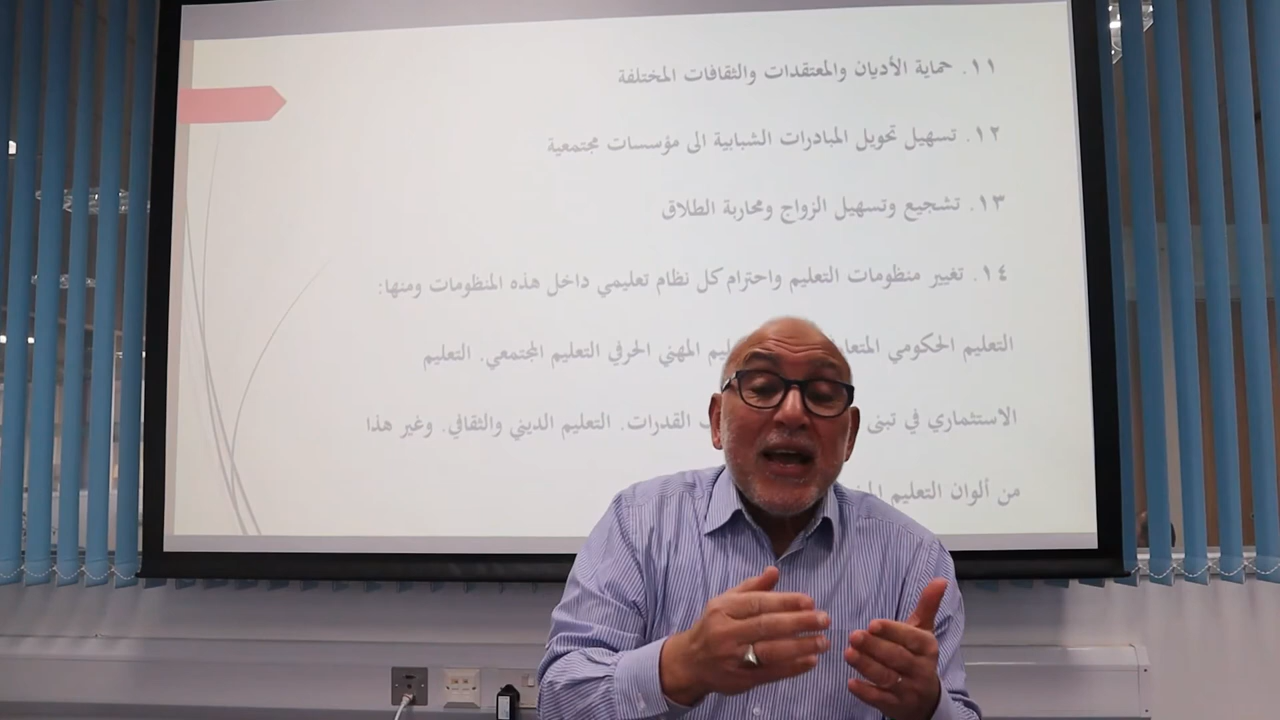 ١١. حماية الأديان والمعتقدات والثقافات المختلفة
١٢. تسهيل تحويل المبادرات الشبابية الى مؤسسات مجتمعية
١٣. تشجيع وتسهيل الزواج ومحاربة الطلاق
١٤. تغيير منظومات التعليم واحترام كل نظام تعليمي داخل هذه المنظومات ومنها:
التعليم الحكومي المهني الحرفي التعليم المجتمعي. التعليم
الاستثماري في تبنى القدرات. التعليم الديني والثقافي. وغير هذا
من ألوان التعليم